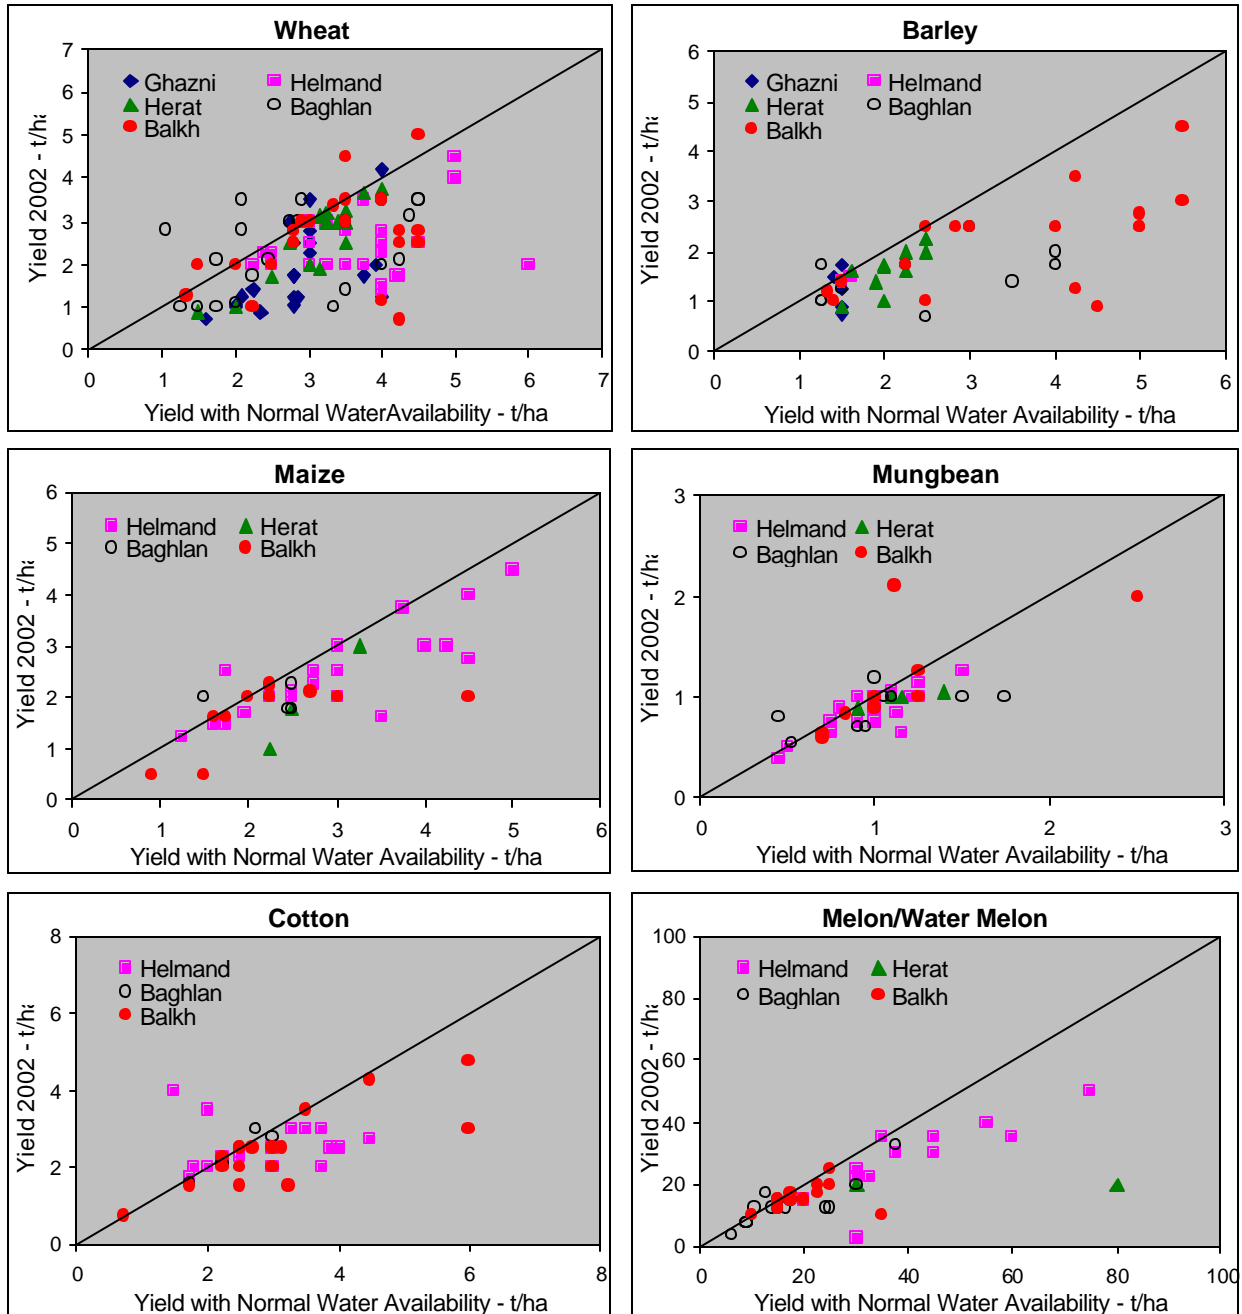 Wheat
7
6
5
4
3
2
1
0
Yield 2002 - t/ha
Ghazni Helmand
Herat Baghlan
Balkh
0 1 2 3 4 5 6 7
Yield with Normal WaterAvailability - t/ha
Barley
6
5
4
3
2
1
0
Yield 2002 - t/ha
Ghazni Helmand
Herat Baghlan
Balkh
0 1 2 3 4 5 6
Yield with Normal Water Availability - t/ha
Maize
6
5
4
3
2
1
0
Yield 2002 - t/ha
Helmand Herat
Baghlan Balkh
0 1 2 3 4 5 6
Yield with Normal Water Availability - t/ha
Mungbean
3
2
1
0
Yield 2002 - t/ha
Helmand Herat
Baghlan Balkh
0 1 2 3
Yield with Normal Water Availability - t/ha
Cotton
8
6
4
2
0
Yield 2002 - t/ha
Helmand
Baghlan
Balkh
0 2 4 6 8
Yield with Normal Water Availability - t/ha
Melon/Water Melon
100
80
60
40
20
0
Yield 2002 - t/ha
Helmand Herat
Baghlan Balkh
0 20 40 60 80 100
Yield with Normal Water Availability - t/ha